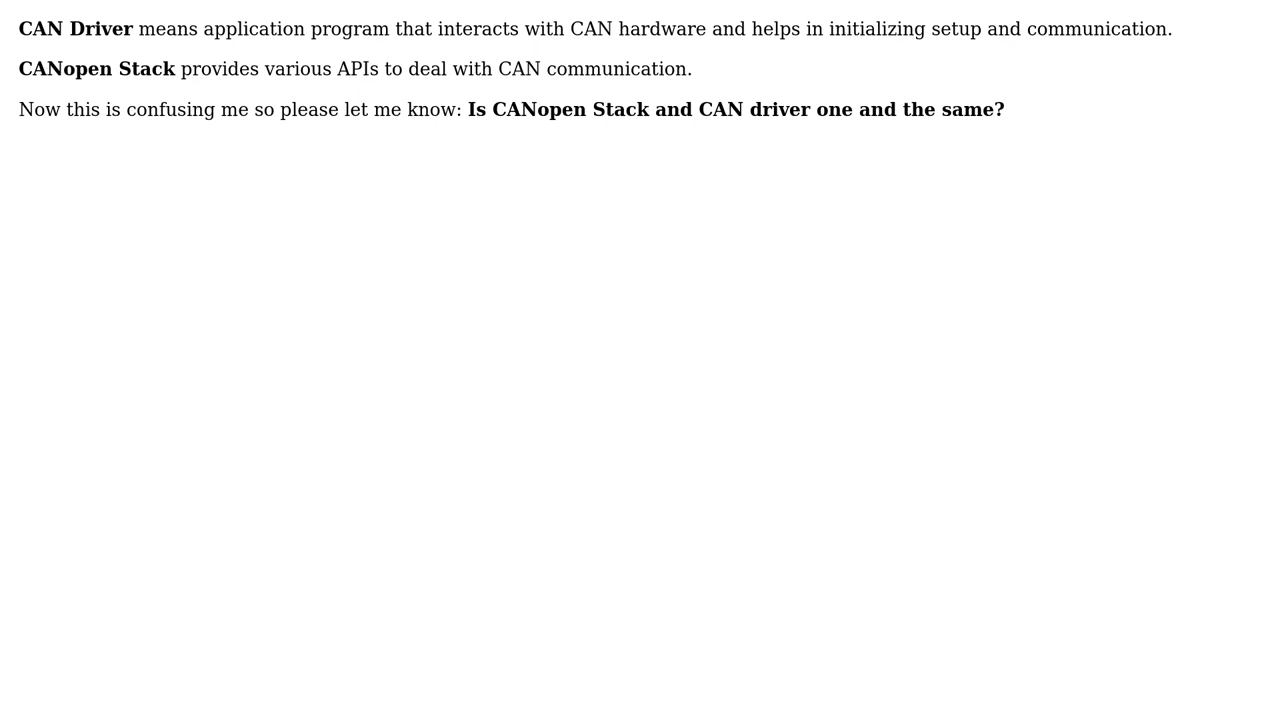 CAN Driver means application program that interacts with CAN hardware and helps in initializing setup and communication.
CANopen Stack provides various APIs to deal with CAN communication.
Now this is confusing me so please let me know: Is CANopen Stack and CAN driver one and the same?